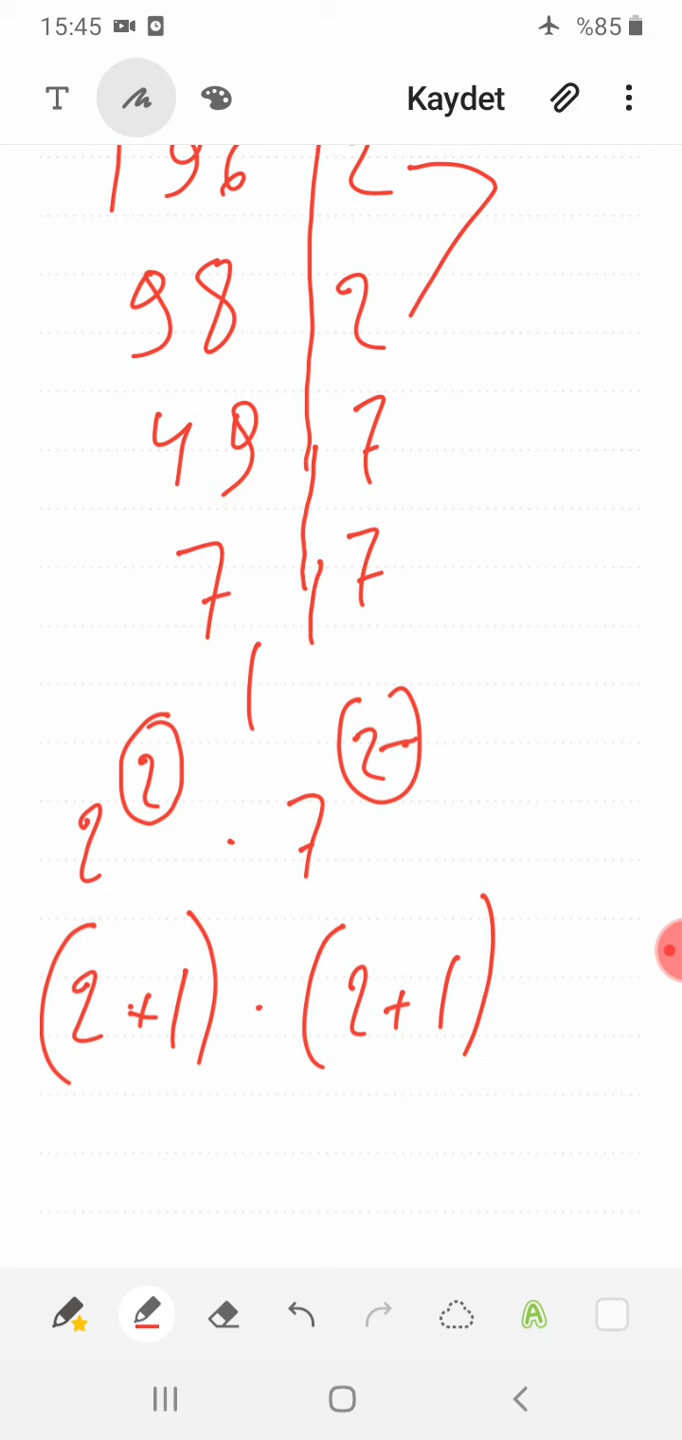 15:45 %85
T Kaydet
196 | 2
98 | 2
49 | 7
7 | 7
1
2² · 7²
(2+1) · (2+1)
A